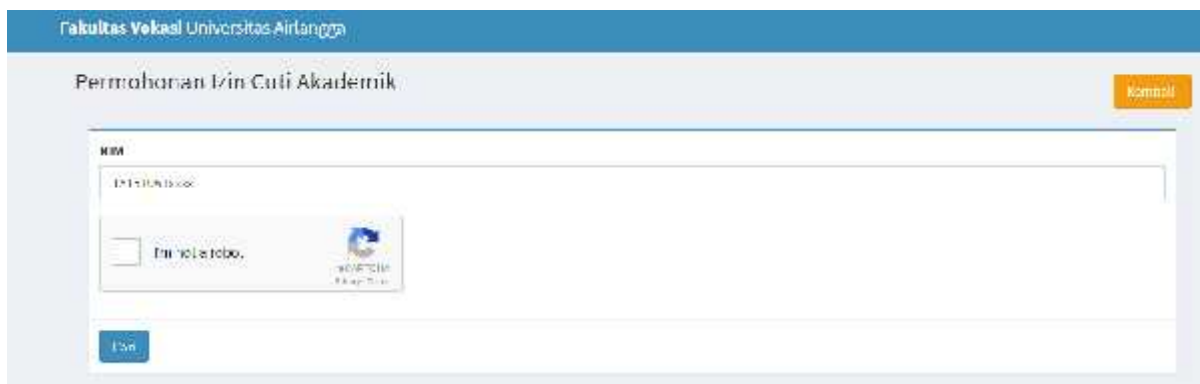 Fakultas Vokasi Universitas Airlangga
Permohonan Izin Cuti Akademik
Kembali
NIM
I'm not a robot
reCAPTCHA
Cari